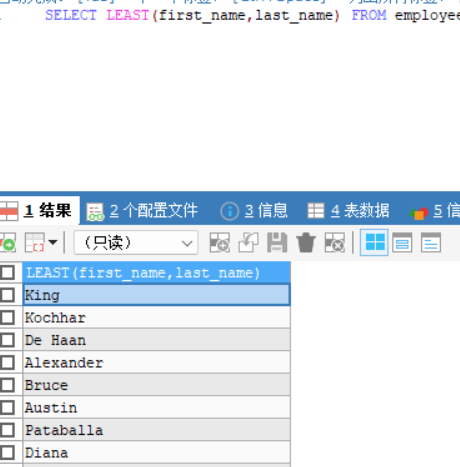 SELECT LEAST(first_name,last_name) FROM employee
1 结果 2 个配置文件 3 信息 4 表数据 5 信
（只读）
LEAST(first_name,last_name)
King
Kochhar
De Haan
Alexander
Bruce
Austin
Pataballa
Diana